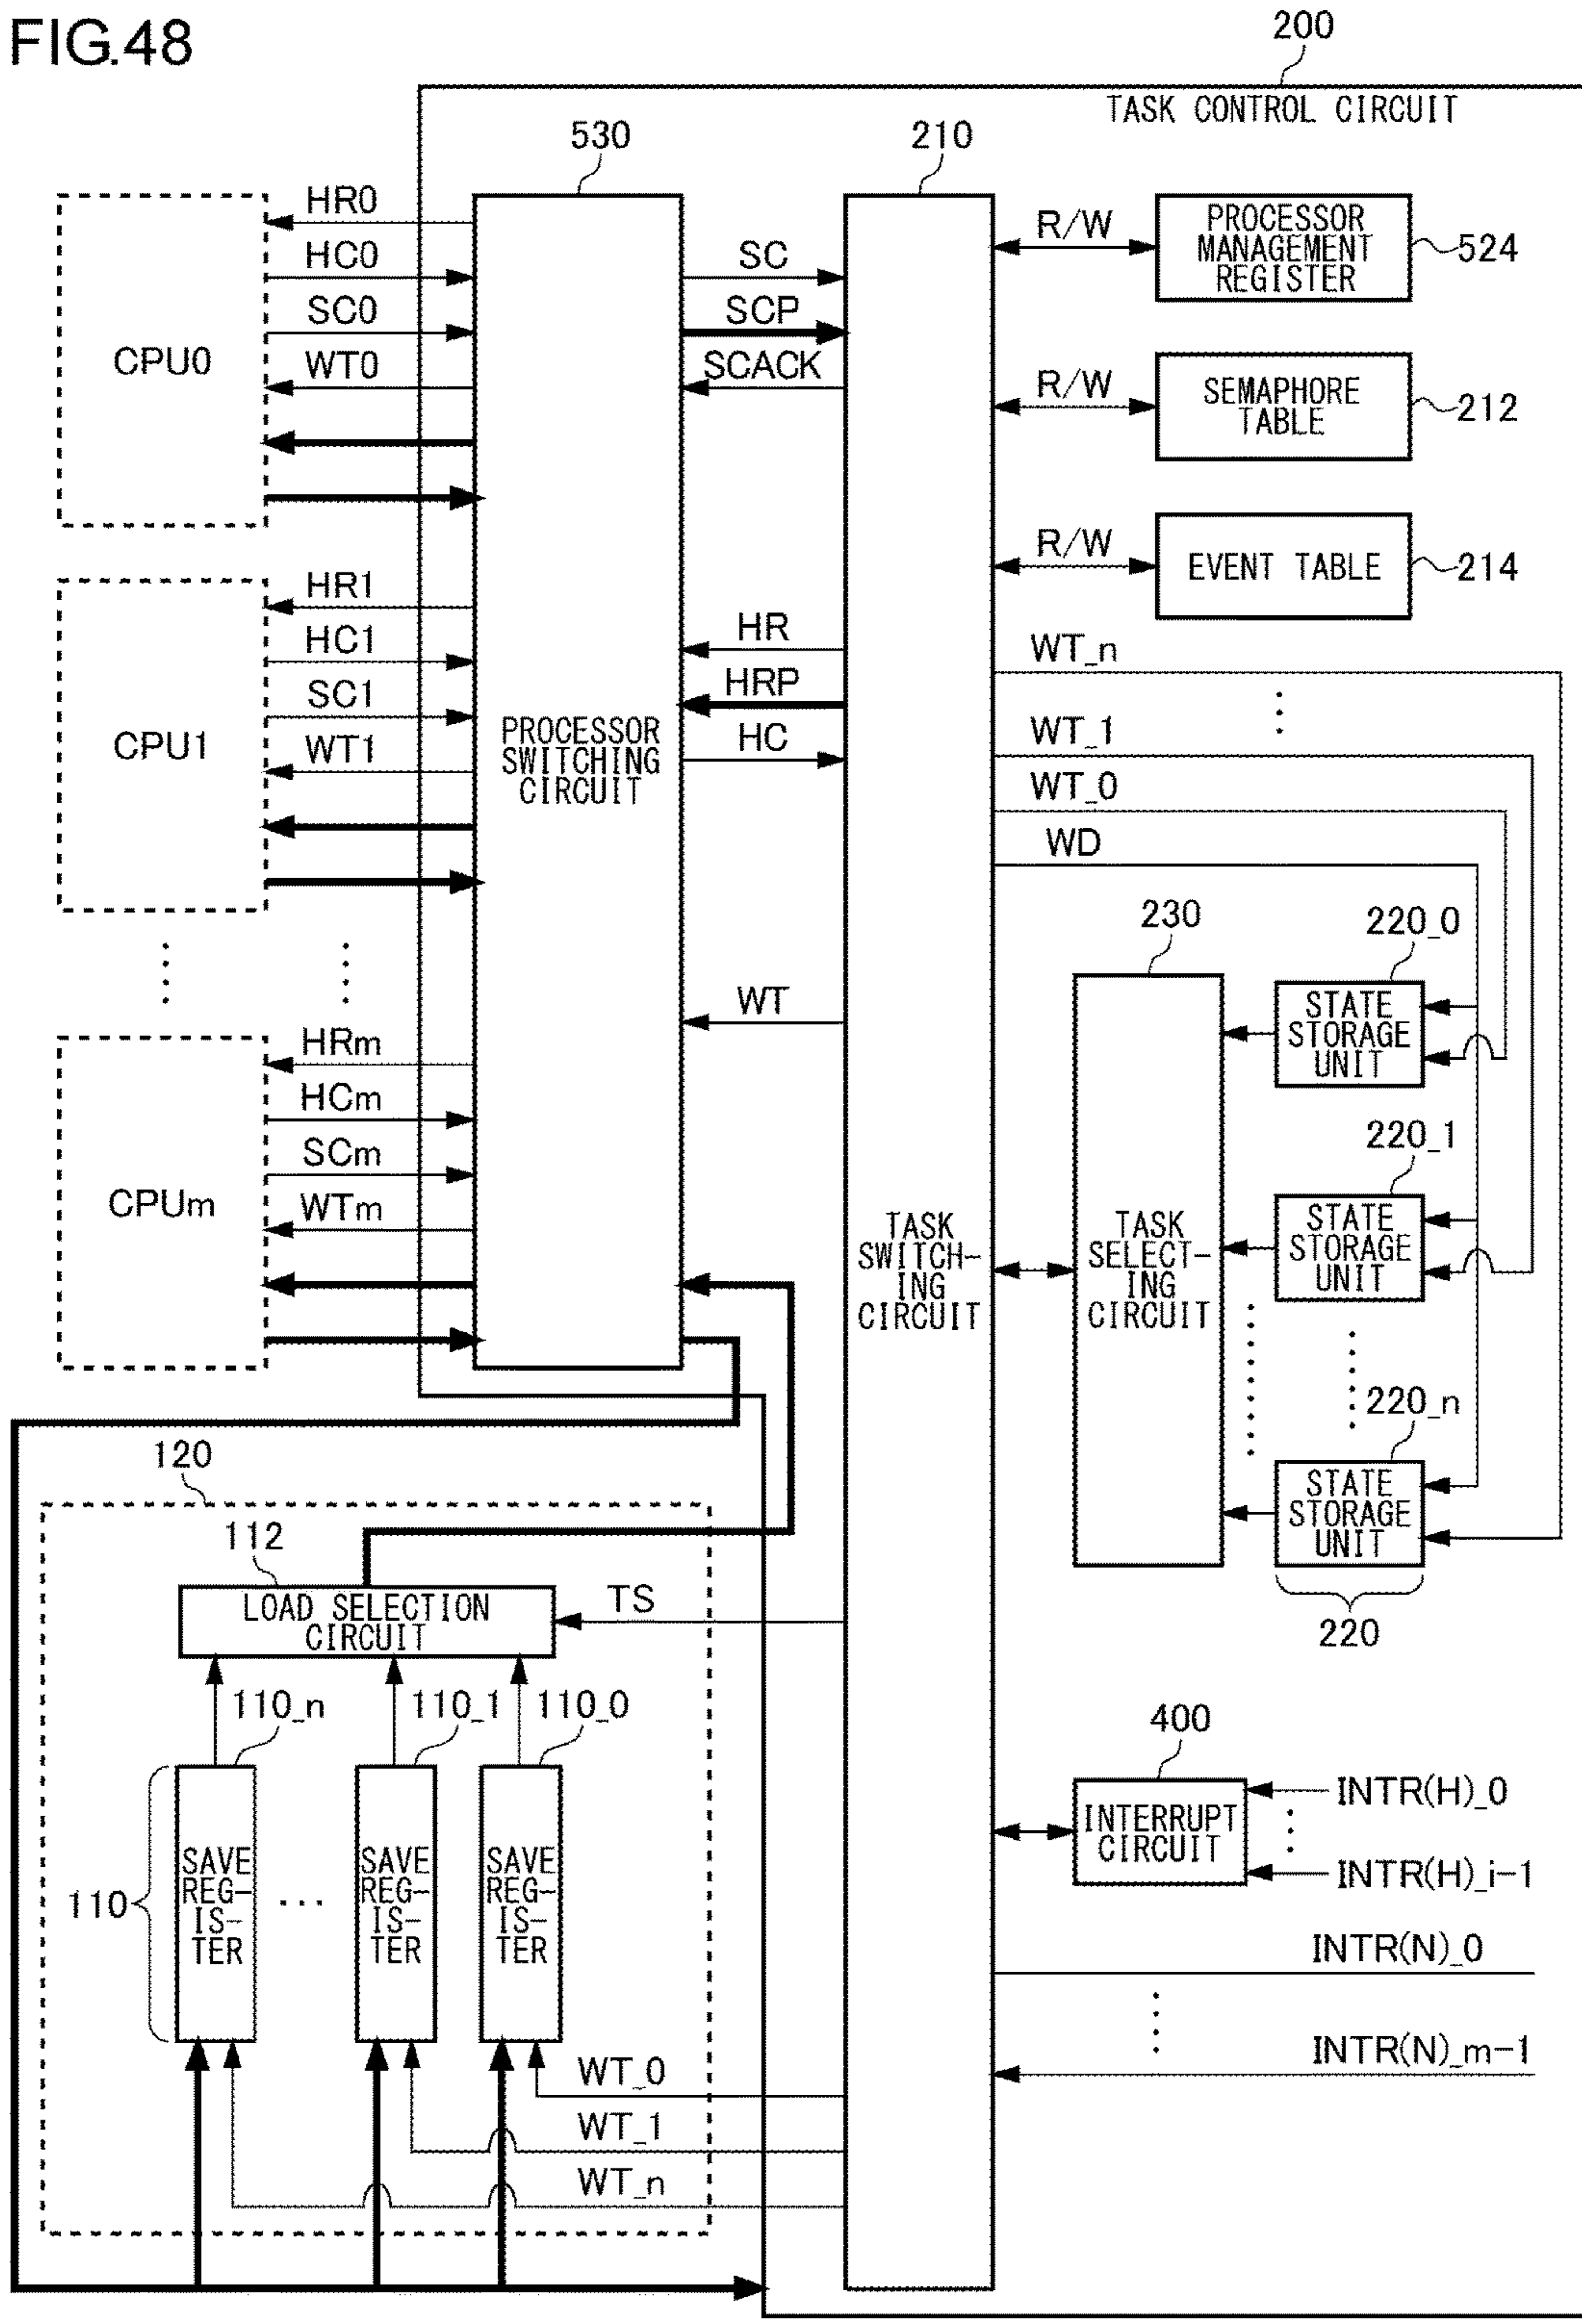 FIG.48
200
TASK CONTROL CIRCUIT
530
210
HR0
HC0
SC0
WT0
CPU0
SC
SCP
SCACK
R/W
PROCESSOR
MANAGEMENT
REGISTER
524
R/W
SEMAPHORE
TABLE
212
R/W
EVENT TABLE
214
HR1
HC1
SC1
WT1
CPU1
PROCESSOR
SWITCHING
CIRCUIT
HR
HRP
HC
WT_n
WT_1
WT_0
WD
230
220_0
STATE
STORAGE
UNIT
WT
HRm
HCm
SCm
WTm
CPUm
TASK
SWITCH-
ING
CIRCUIT
TASK
SELECT-
ING
CIRCUIT
220_1
STATE
STORAGE
UNIT
220_n
STATE
STORAGE
UNIT
220
120
112
LOAD SELECTION
CIRCUIT
TS
110_n
110_1
110_0
110
SAVE
REG-
IS-
TER
SAVE
REG-
IS-
TER
SAVE
REG-
IS-
TER
400
INTERRUPT
CIRCUIT
INTR(H)_0
INTR(H)_i-1
INTR(N)_0
INTR(N)_m-1
WT_0
WT_1
WT_n